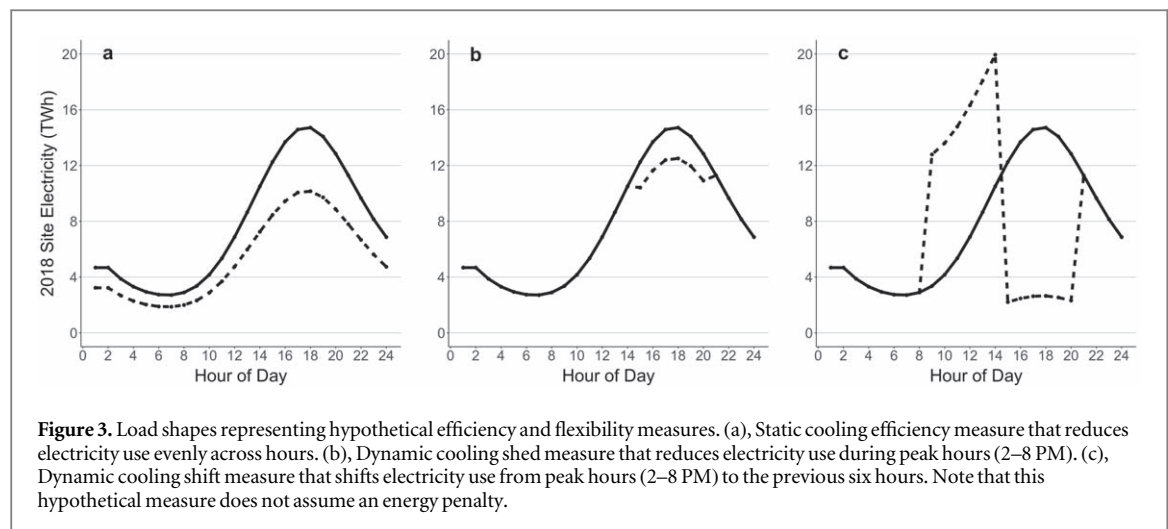 a
b
c
2018 Site Electricity (TWh)
20
16
12
8
4
0
0 2 4 6 8 10 12 14 16 18 20 22 24
Hour of Day
20
16
12
8
4
0
0 2 4 6 8 10 12 14 16 18 20 22 24
Hour of Day
20
16
12
8
4
0
0 2 4 6 8 10 12 14 16 18 20 22 24
Hour of Day
Figure 3. Load shapes representing hypothetical efficiency and flexibility measures. (a), Static cooling efficiency measure that reduces
electricity use evenly across hours. (b), Dynamic cooling shed measure that reduces electricity use during peak hours (2–8 PM). (c),
Dynamic cooling shift measure that shifts electricity use from peak hours (2–8 PM) to the previous six hours. Note that this
hypothetical measure does not assume an energy penalty.